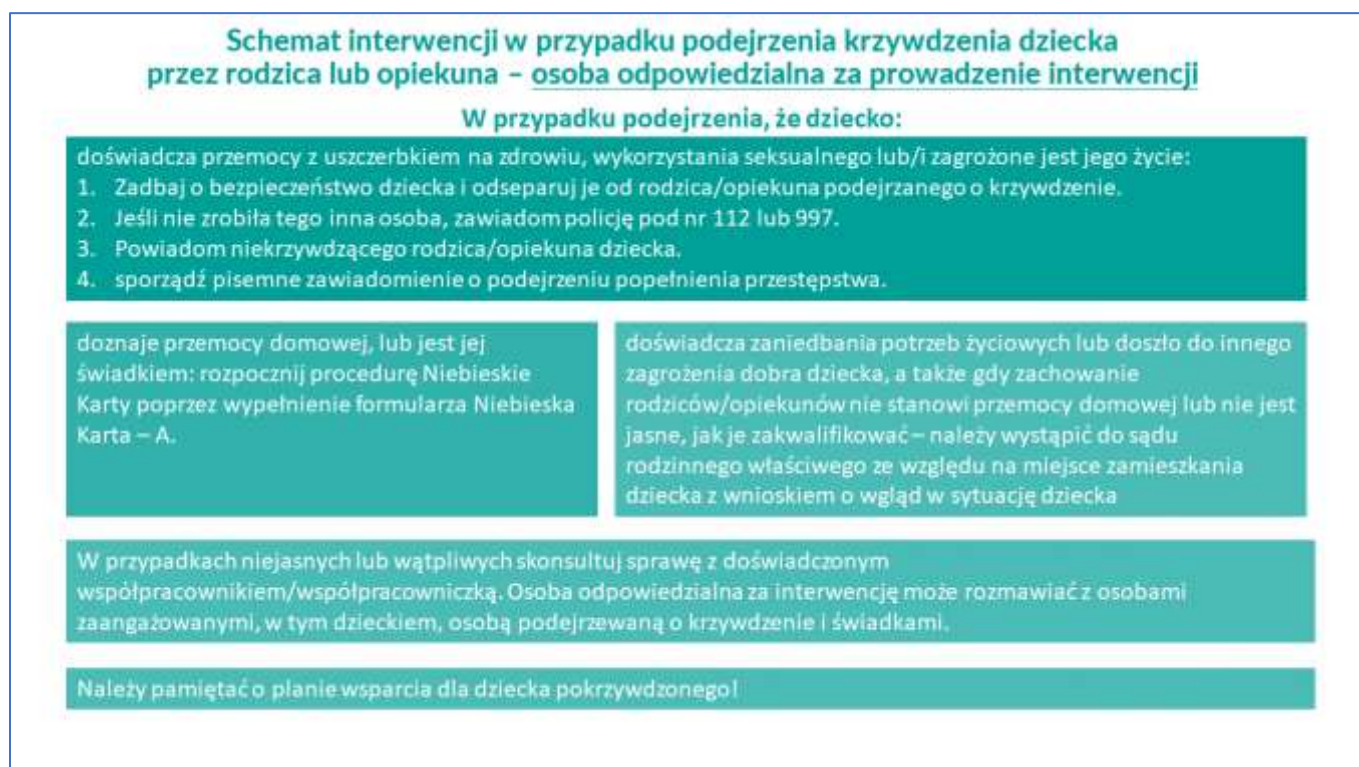 Schemat interwencji w przypadku podejrzenia krzywdzenia dziecka
przez rodzica lub opiekuna – osoba odpowiedzialna za prowadzenie interwencji
W przypadku podejrzenia, że dziecko:
doświadcza przemocy z uszczerbkiem na zdrowiu, wykorzystania seksualnego lub/i zagrożone jest jego życie:
1. Zadbaj o bezpieczeństwo dziecka i odseparuj je od rodzica/opiekuna podejrzanego o krzywdzenie.
2. Jeśli nie zrobiła tego inna osoba, zawiadom policję pod nr 112 lub 997.
3. Powiadom niekrzywdzącego rodzica/opiekuna dziecka.
4. sporządź pisemne zawiadomienie o podejrzeniu popełnienia przestępstwa.
doznaje przemocy domowej, lub jest jej
świadkiem: rozpocznij procedurę Niebieskie
Karty poprzez wypełnienie formularza Niebieska
Karta – A.
doświadcza zaniedbania potrzeb życiowych lub doszło do innego
zagrożenia dobra dziecka, a także gdy zachowanie
rodziców/opiekunów nie stanowi przemocy domowej lub nie jest
jasne, jak je zakwalifikować – należy wystąpić do sądu
rodzinnego właściwego ze względu na miejsce zamieszkania
dziecka z wnioskiem o wgląd w sytuację dziecka
W przypadkach niejasnych lub wątpliwych skonsultuj sprawę z doświadczonym
współpracownikiem/współpracowniczką. Osoba odpowiedzialna za interwencję może rozmawiać z osobami
zaangażowanymi, w tym dzieckiem, osobą podejrzewaną o krzywdzenie i świadkami.
Należy pamiętać o planie wsparcia dla dziecka pokrzywdzonego!